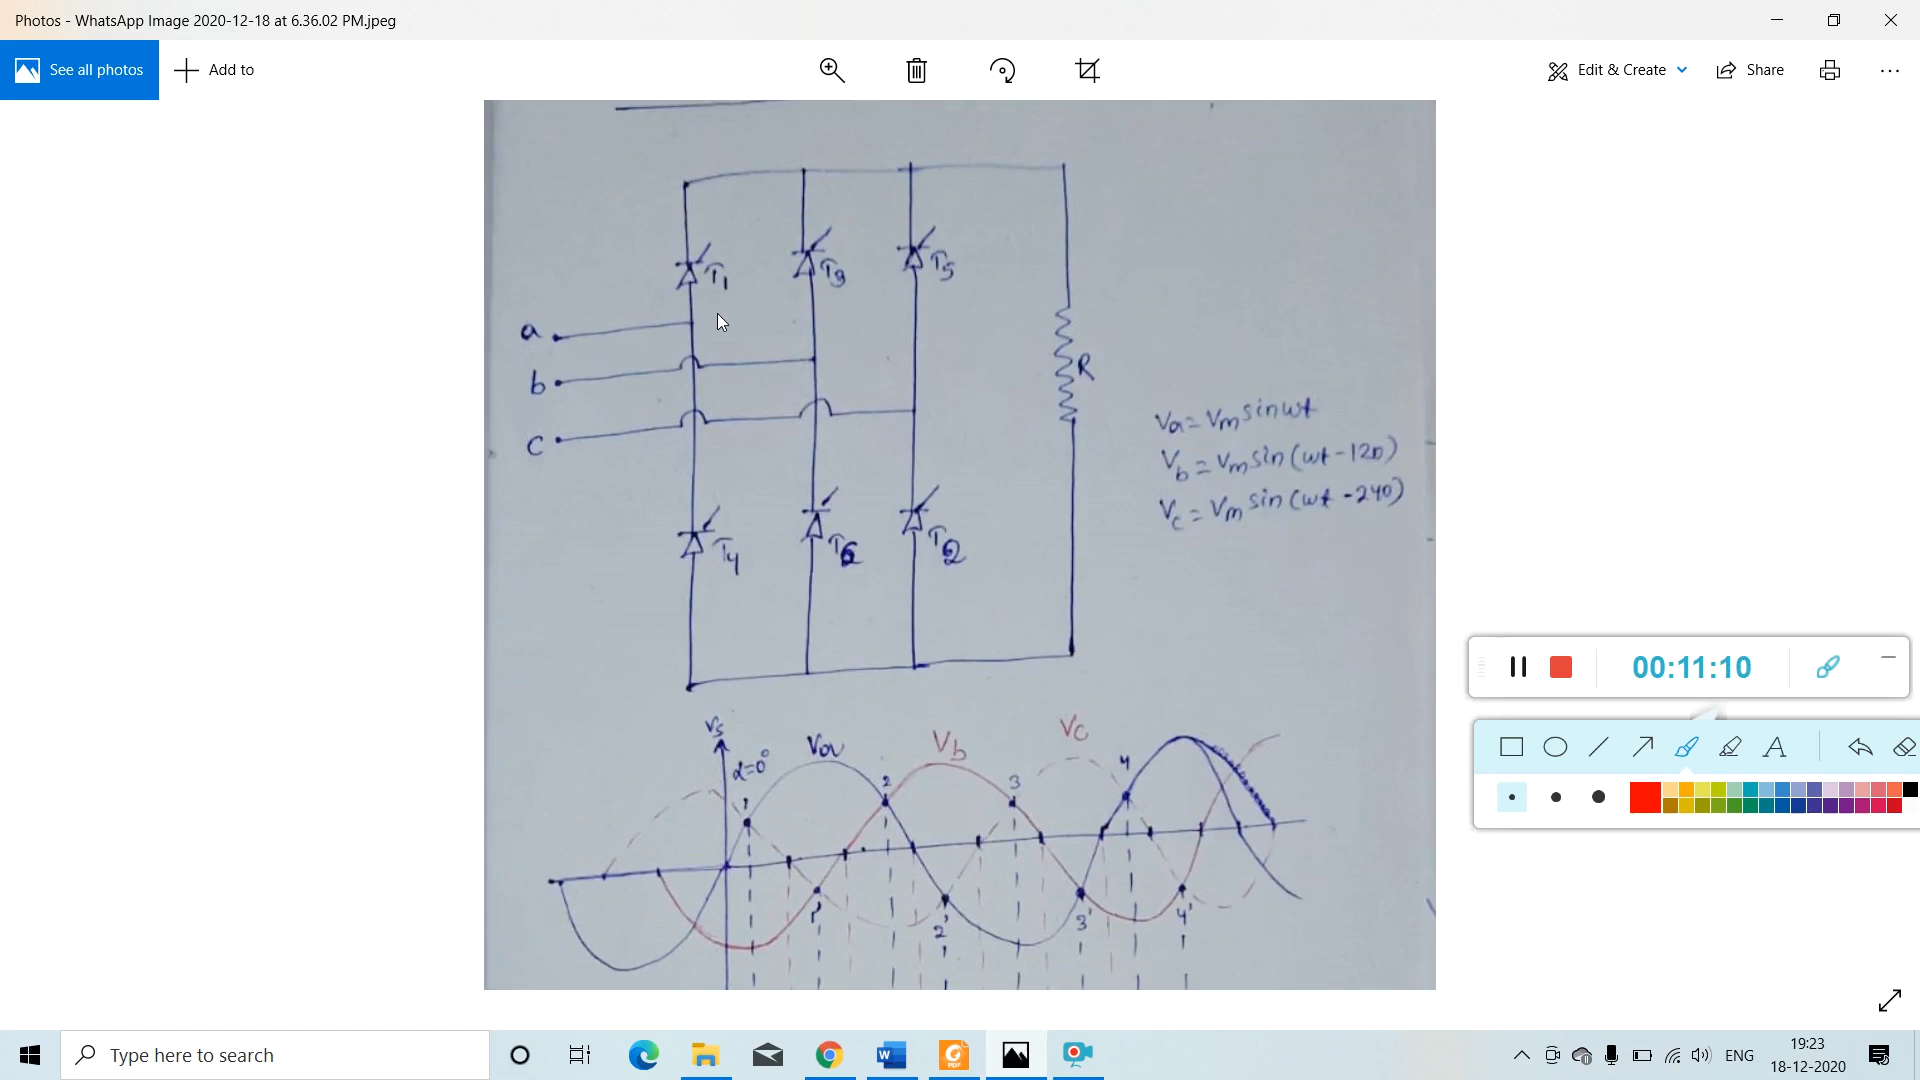 Photos - WhatsApp Image 2020-12-18 at 6.36.02 PM.jpeg
See all photos
Add to
Edit & Create
Share
T1
T3
T5
a
b
c
R
Va = Vm sin wt
Vb = Vm sin (wt - 120)
Vc = Vm sin (wt - 240)
T4
T6
T2
00:11:10
Vs
α=0°
Va
Vb
Vc
1
2
3
4
1'
2'
3'
4'
A
Type here to search
ENG
19:23
18-12-2020